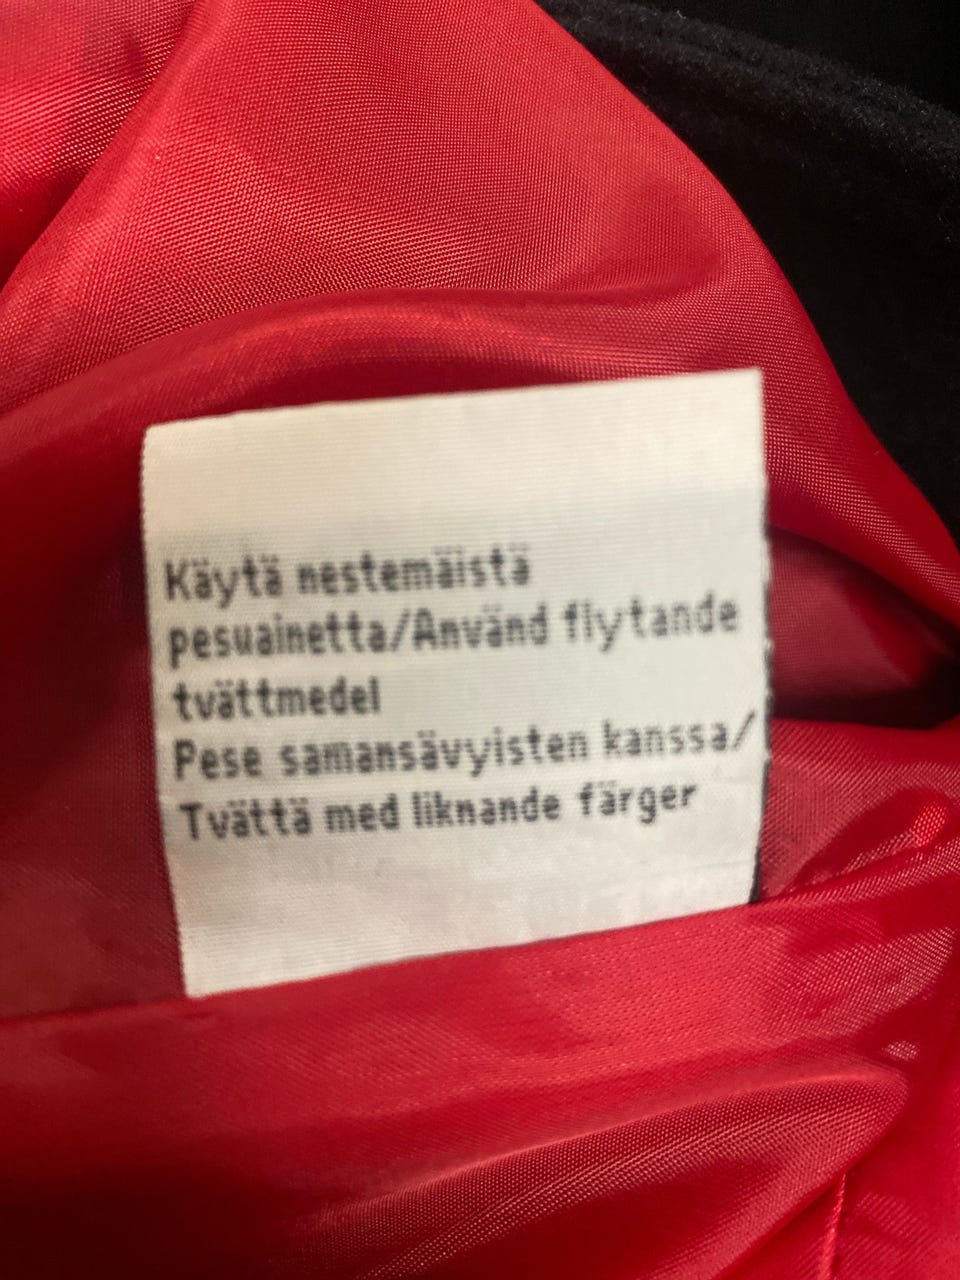 Käytä nestemäistä
pesuainetta/Använd flytande
tvättmedel
Pese samansävyisten kanssa/
Tvättä med liknande färger